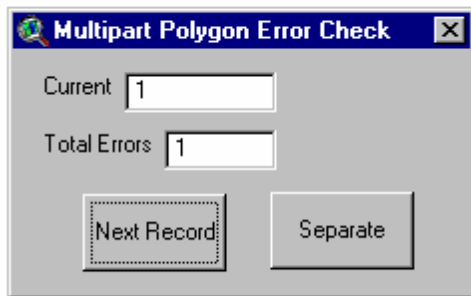 Multipart Polygon Error Check
Current 1
Total Errors 1
Next Record Separate